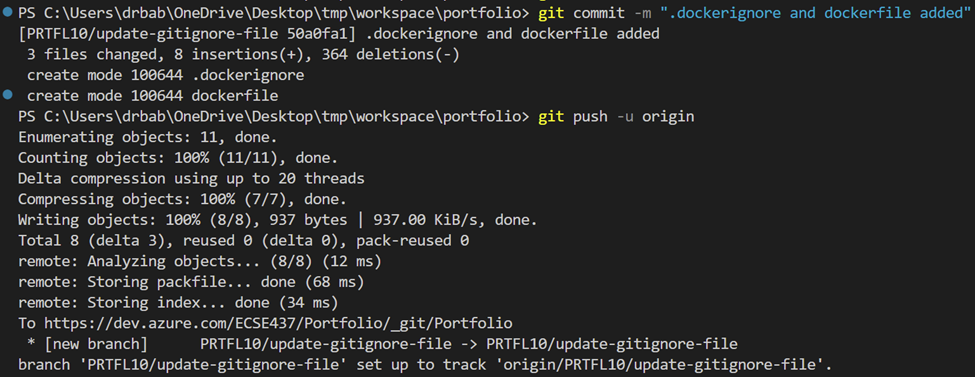 PS C:\Users\drbab\OneDrive\Desktop\tmp\workspace\portfolio> git commit -m ".dockerignore and dockerfile added"
[PRTFL10/update-gitignore-file 50a0fa1] .dockerignore and dockerfile added
3 files changed, 8 insertions(+), 364 deletions(-)
create mode 100644 .dockerignore
create mode 100644 dockerfile
PS C:\Users\drbab\OneDrive\Desktop\tmp\workspace\portfolio> git push -u origin
Enumerating objects: 11, done.
Counting objects: 100% (11/11), done.
Delta compression using up to 20 threads
Compressing objects: 100% (7/7), done.
Writing objects: 100% (8/8), 937 bytes | 937.00 KiB/s, done.
Total 8 (delta 3), reused 0 (delta 0), pack-reused 0
remote: Analyzing objects... (8/8) (12 ms)
remote: Storing packfile... done (68 ms)
remote: Storing index... done (34 ms)
To https://dev.azure.com/ECSE437/Portfolio/_git/Portfolio
* [new branch]      PRTFL10/update-gitignore-file -> PRTFL10/update-gitignore-file
branch 'PRTFL10/update-gitignore-file' set up to track 'origin/PRTFL10/update-gitignore-file'.